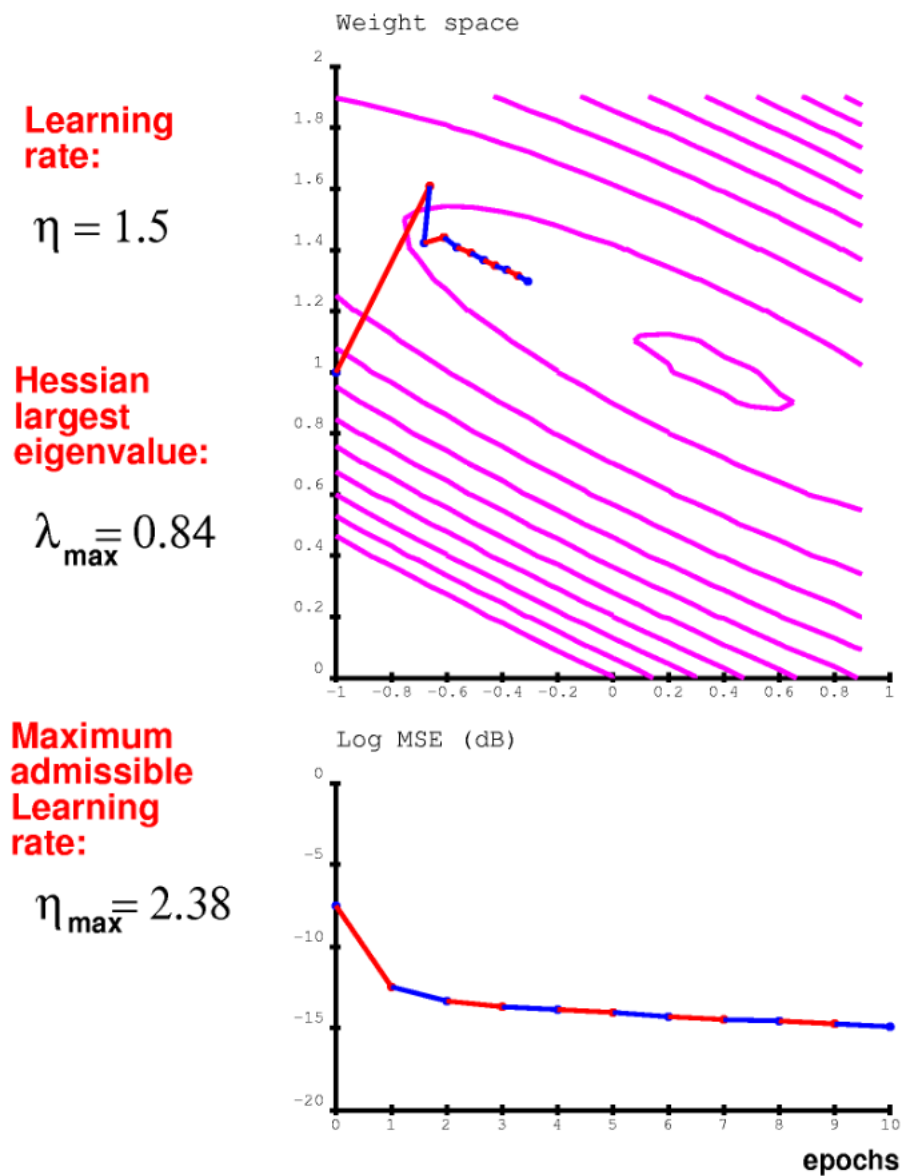 Weight space
Learning
rate:
η = 1.5
Hessian
largest
eigenvalue:
λmax= 0.84
2
1.8
1.6
1.4
1.2
1
0.8
0.6
0.4
0.2
0
-1 -0.8 -0.6 -0.4 -0.2 0 0.2 0.4 0.6 0.8 1
Maximum
admissible
Learning
rate:
ηmax= 2.38
Log MSE (dB)
0
-5
-10
-15
-20
0 1 2 3 4 5 6 7 8 9 10
epochs